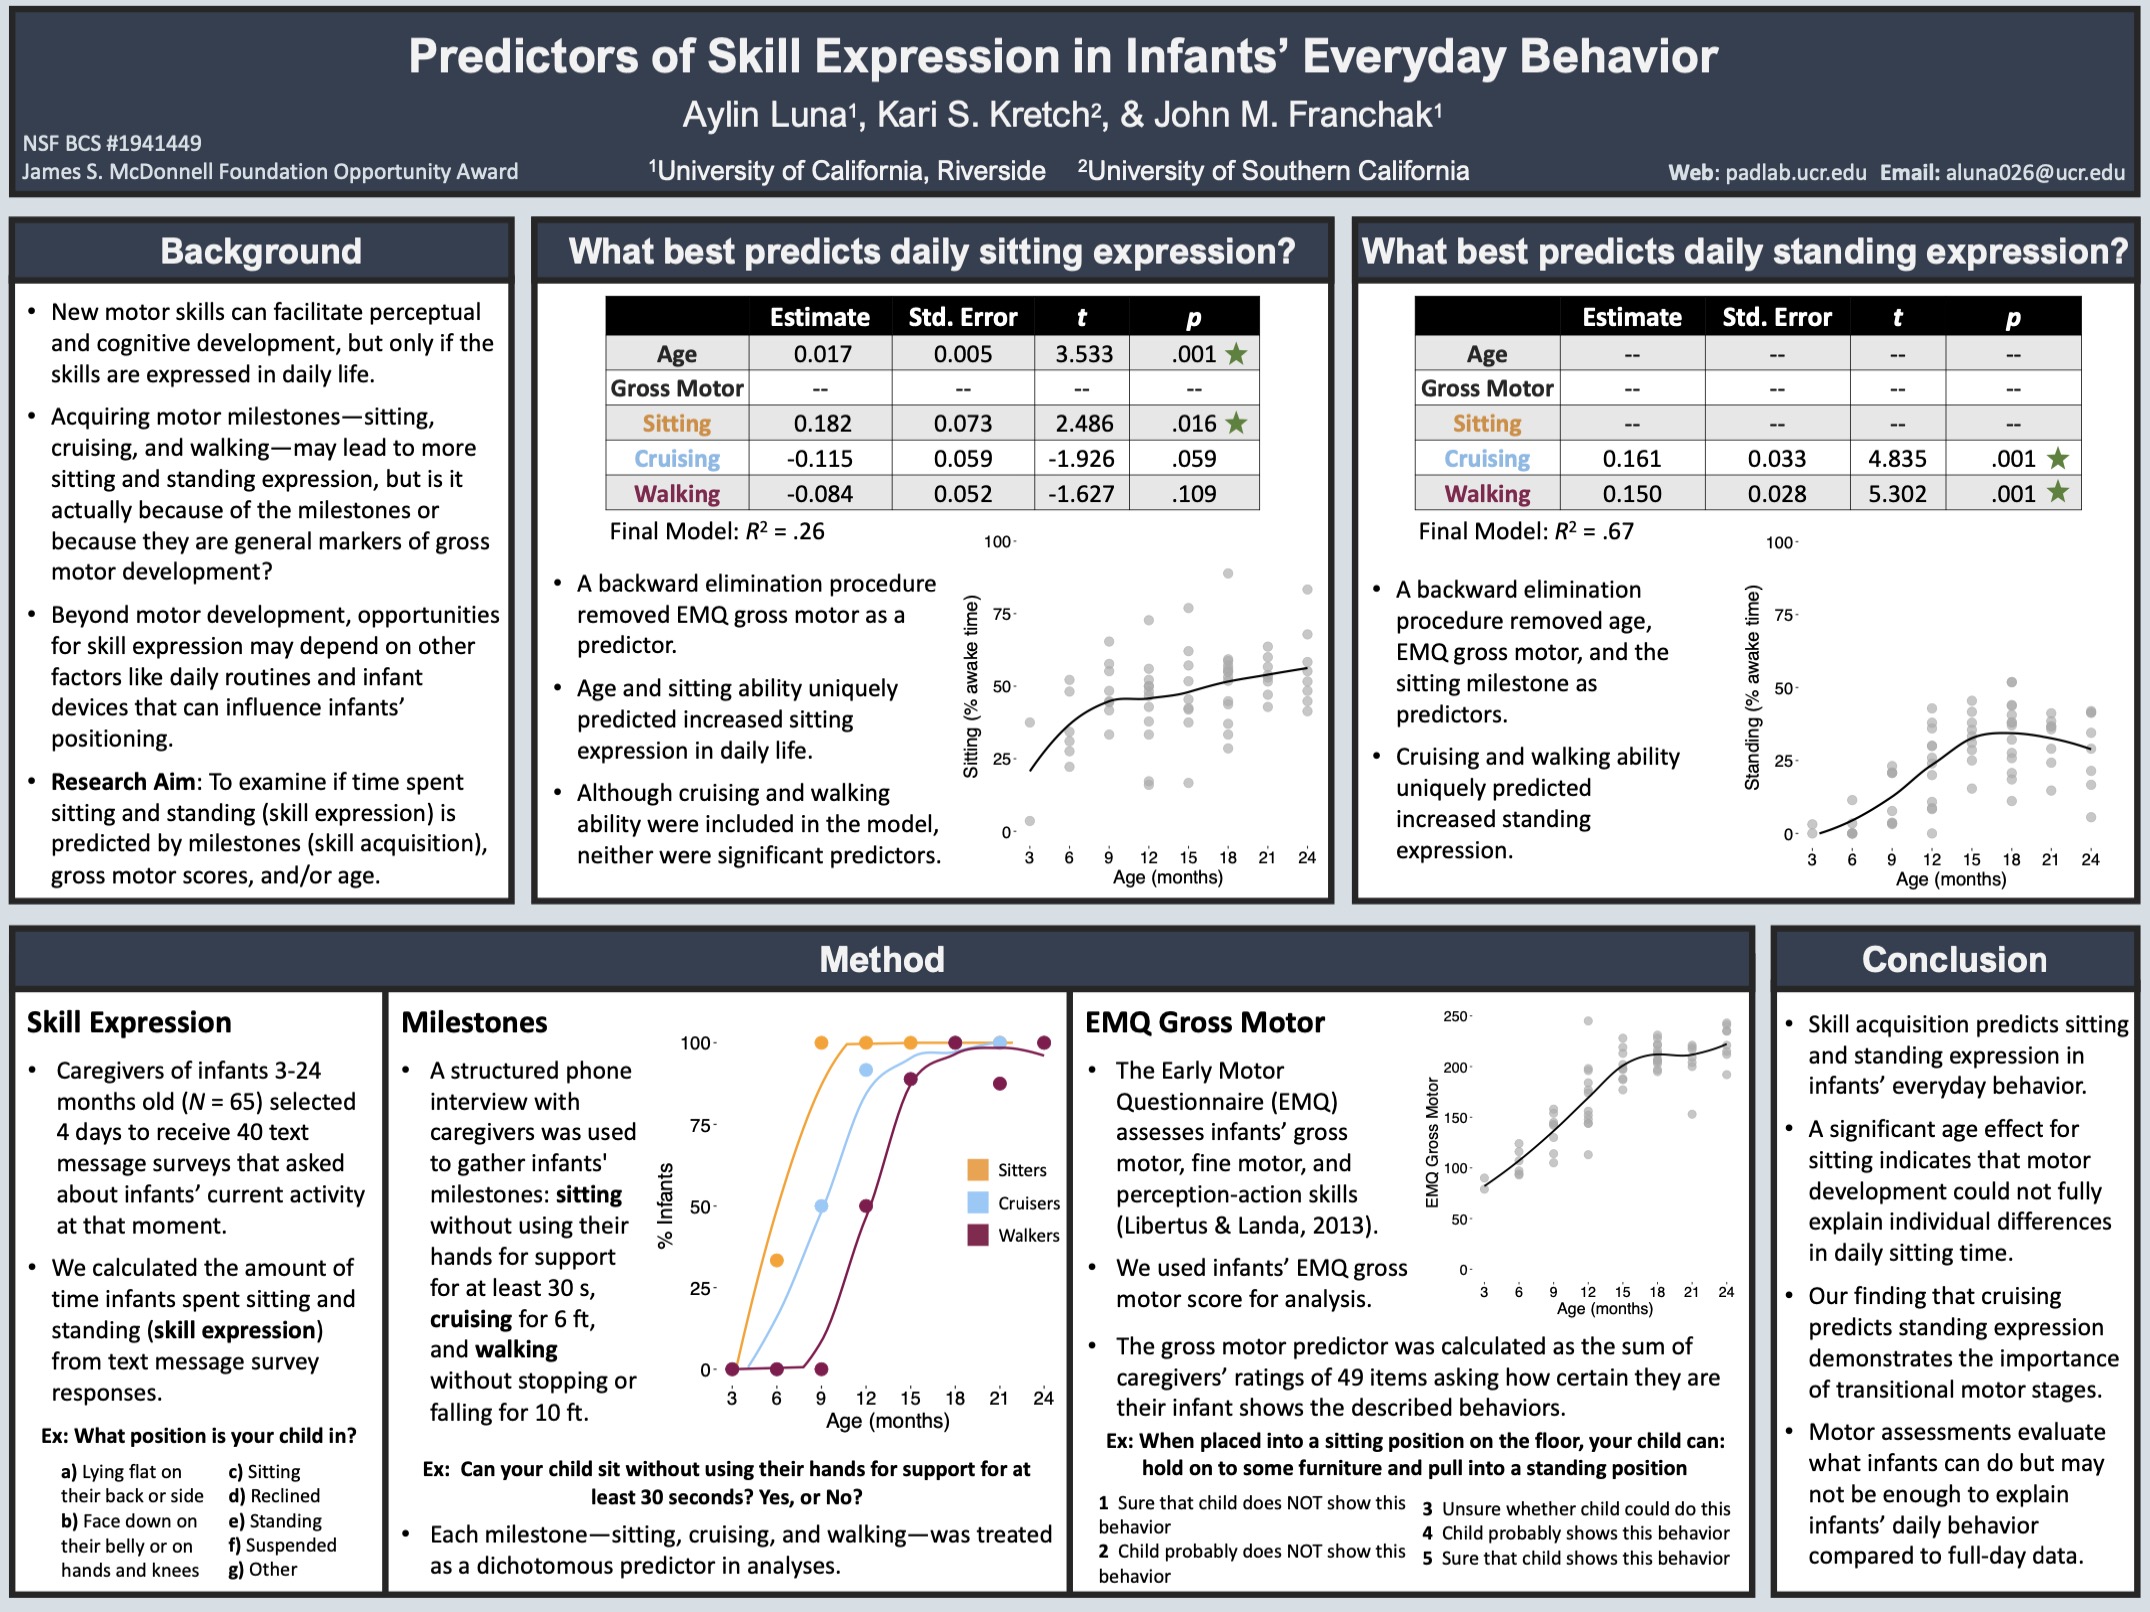 Predictors of Skill Expression in Infants’ Everyday Behavior
Aylin Luna¹, Kari S. Kretch², & John M. Franchak¹
NSF BCS #1941449
James S. McDonnell Foundation Opportunity Award
¹University of California, Riverside ²University of Southern California
Web: padlab.ucr.edu Email: aluna026@ucr.edu
Background
• New motor skills can facilitate perceptual
and cognitive development, but only if the
skills are expressed in daily life.
• Acquiring motor milestones—sitting,
cruising, and walking—may lead to more
sitting and standing expression, but is it
actually because of the milestones or
because they are general markers of gross
motor development?
• Beyond motor development, opportunities
for skill expression may depend on other
factors like daily routines and infant
devices that can influence infants’
positioning.
• Research Aim: To examine if time spent
sitting and standing (skill expression) is
predicted by milestones (skill acquisition),
gross motor scores, and/or age.
What best predicts daily sitting expression?
Estimate Std. Error t p
Age 0.017 0.005 3.533 .001 ★
Gross Motor -- -- -- --
Sitting 0.182 0.073 2.486 .016 ★
Cruising -0.115 0.059 -1.926 .059
Walking -0.084 0.052 -1.627 .109
Final Model: R² = .26
• A backward elimination procedure
removed EMQ gross motor as a
predictor.
• Age and sitting ability uniquely
predicted increased sitting
expression in daily life.
• Although cruising and walking
ability were included in the model,
neither were significant predictors.
Sitting (% awake time)
100
75
50
25
0
3 6 9 12 15 18 21 24
Age (months)
What best predicts daily standing expression?
Estimate Std. Error t p
Age -- -- -- --
Gross Motor -- -- -- --
Sitting -- -- -- --
Cruising 0.161 0.033 4.835 .001 ★
Walking 0.150 0.028 5.302 .001 ★
Final Model: R² = .67
• A backward elimination
procedure removed age,
EMQ gross motor, and the
sitting milestone as
predictors.
• Cruising and walking ability
uniquely predicted
increased standing
expression.
Standing (% awake time)
100
75
50
25
0
3 6 9 12 15 18 21 24
Age (months)
Method
Skill Expression
• Caregivers of infants 3-24
months old (N = 65) selected
4 days to receive 40 text
message surveys that asked
about infants’ current activity
at that moment.
• We calculated the amount of
time infants spent sitting and
standing (skill expression)
from text message survey
responses.
Ex: What position is your child in?
a) Lying flat on
their back or side
b) Face down on
their belly or on
hands and knees
c) Sitting
d) Reclined
e) Standing
f) Suspended
g) Other
Milestones
• A structured phone
interview with
caregivers was used
to gather infants'
milestones: sitting
without using their
hands for support
for at least 30 s,
cruising for 6 ft,
and walking
without stopping or
falling for 10 ft.
% Infants
100
75
50
25
0
3 6 9 12 15 18 21 24
Age (months)
Sitters
Cruisers
Walkers
Ex: Can your child sit without using their hands for support for at
least 30 seconds? Yes, or No?
• Each milestone—sitting, cruising, and walking—was treated
as a dichotomous predictor in analyses.
EMQ Gross Motor
• The Early Motor
Questionnaire (EMQ)
assesses infants’ gross
motor, fine motor, and
perception-action skills
(Libertus & Landa, 2013).
• We used infants’ EMQ gross
motor score for analysis.
EMQ Gross Motor
250
200
150
100
50
0
3 6 9 12 15 18 21 24
Age (months)
• The gross motor predictor was calculated as the sum of
caregivers’ ratings of 49 items asking how certain they are
their infant shows the described behaviors.
Ex: When placed into a sitting position on the floor, your child can:
hold on to some furniture and pull into a standing position
1 Sure that child does NOT show this
behavior
2 Child probably does NOT show this
behavior
3 Unsure whether child could do this
4 Child probably shows this behavior
5 Sure that child shows this behavior
Conclusion
• Skill acquisition predicts sitting
and standing expression in
infants’ everyday behavior.
• A significant age effect for
sitting indicates that motor
development could not fully
explain individual differences
in daily sitting time.
• Our finding that cruising
predicts standing expression
demonstrates the importance
of transitional motor stages.
• Motor assessments evaluate
what infants can do but may
not be enough to explain
infants’ daily behavior
compared to full-day data.